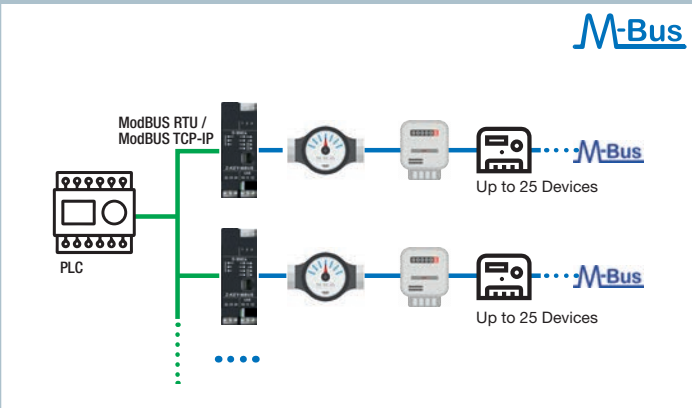 M-Bus
ModBUS RTU /
ModBUS TCP-IP
PLC
M-Bus
Up to 25 Devices
M-Bus
Up to 25 Devices